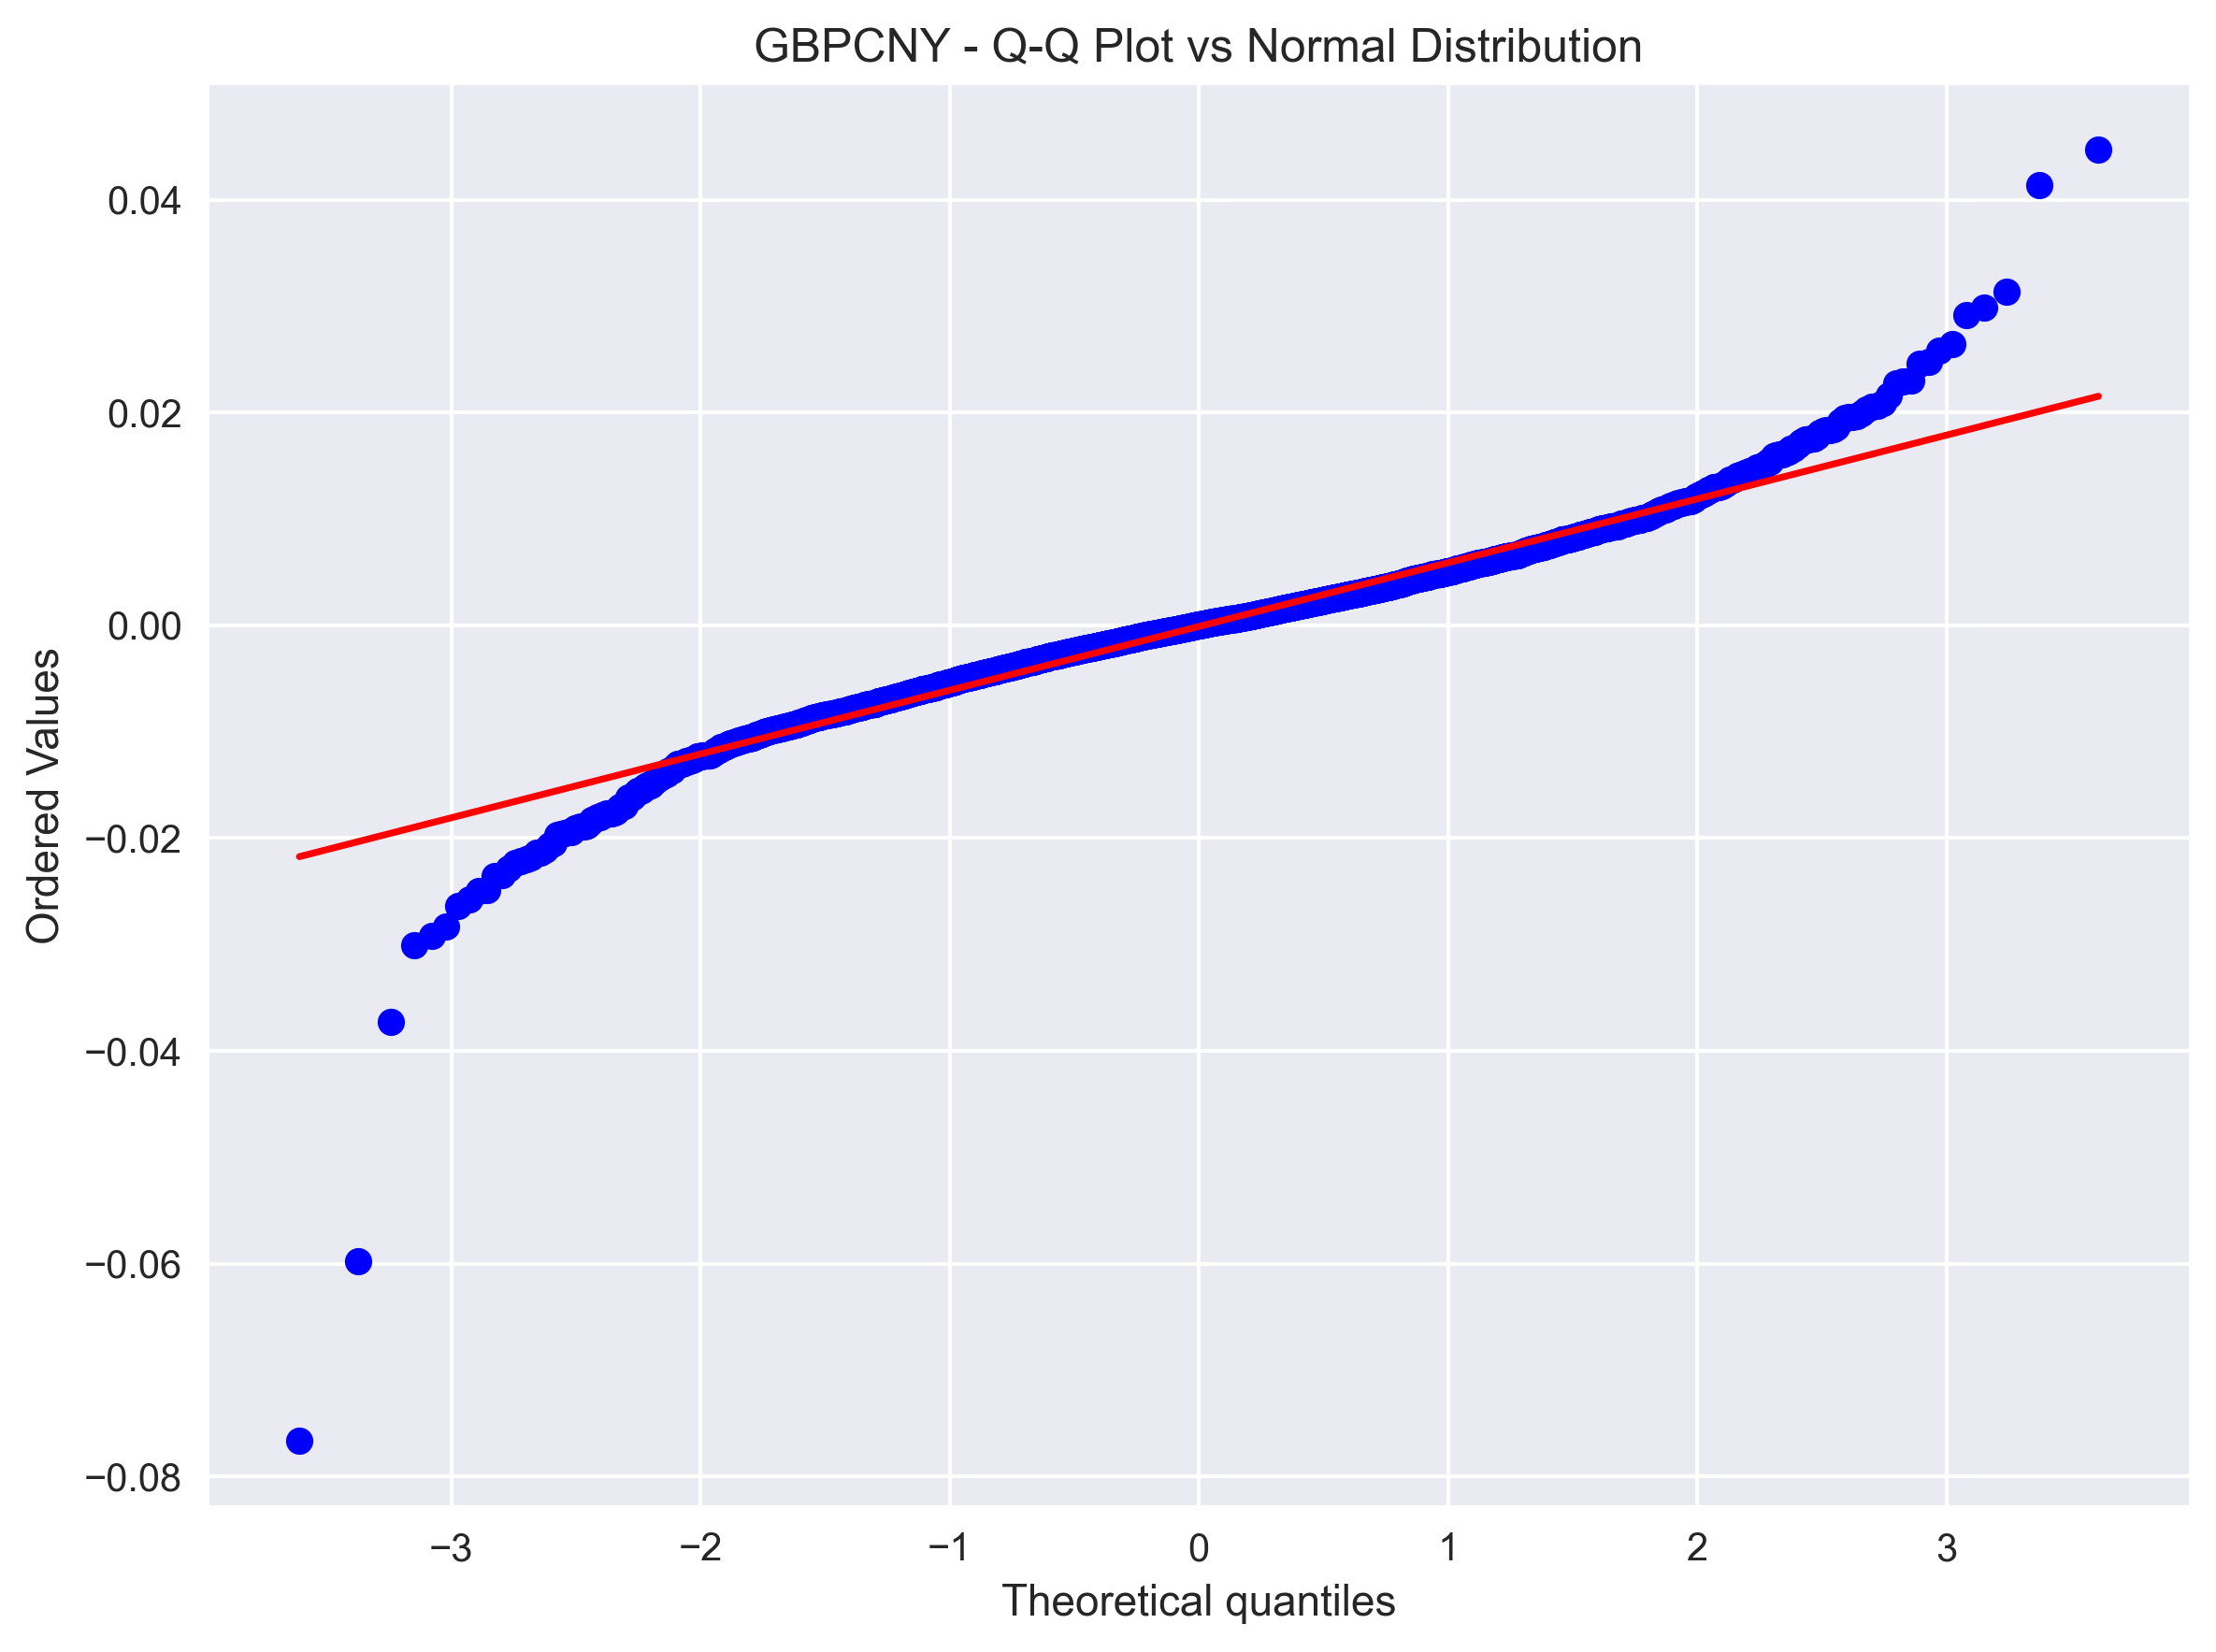 GBPCNY - Q-Q Plot vs Normal Distribution
0.04
0.02
0.00
−0.02
−0.04
−0.06
−0.08
Ordered Values
−3 −2 −1 0 1 2 3
Theoretical quantiles